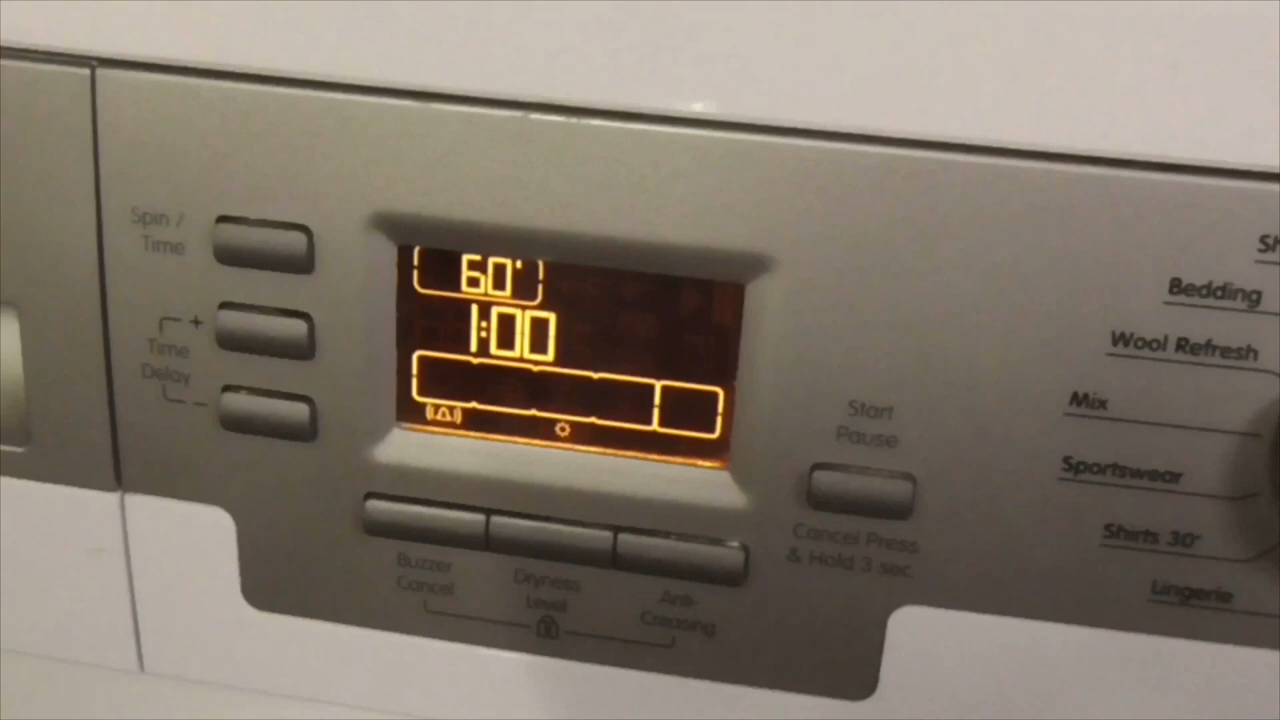 Spin /
Time
+
Time
Delay
-
60'
1:00
Buzzer
Cancel
Dryness
Level
Anti-
Creasing
Start
Pause
Cancel Press
& Hold 3 sec.
Bedding
Wool Refresh
Mix
Sportswear
Shirts 30'
Lingerie